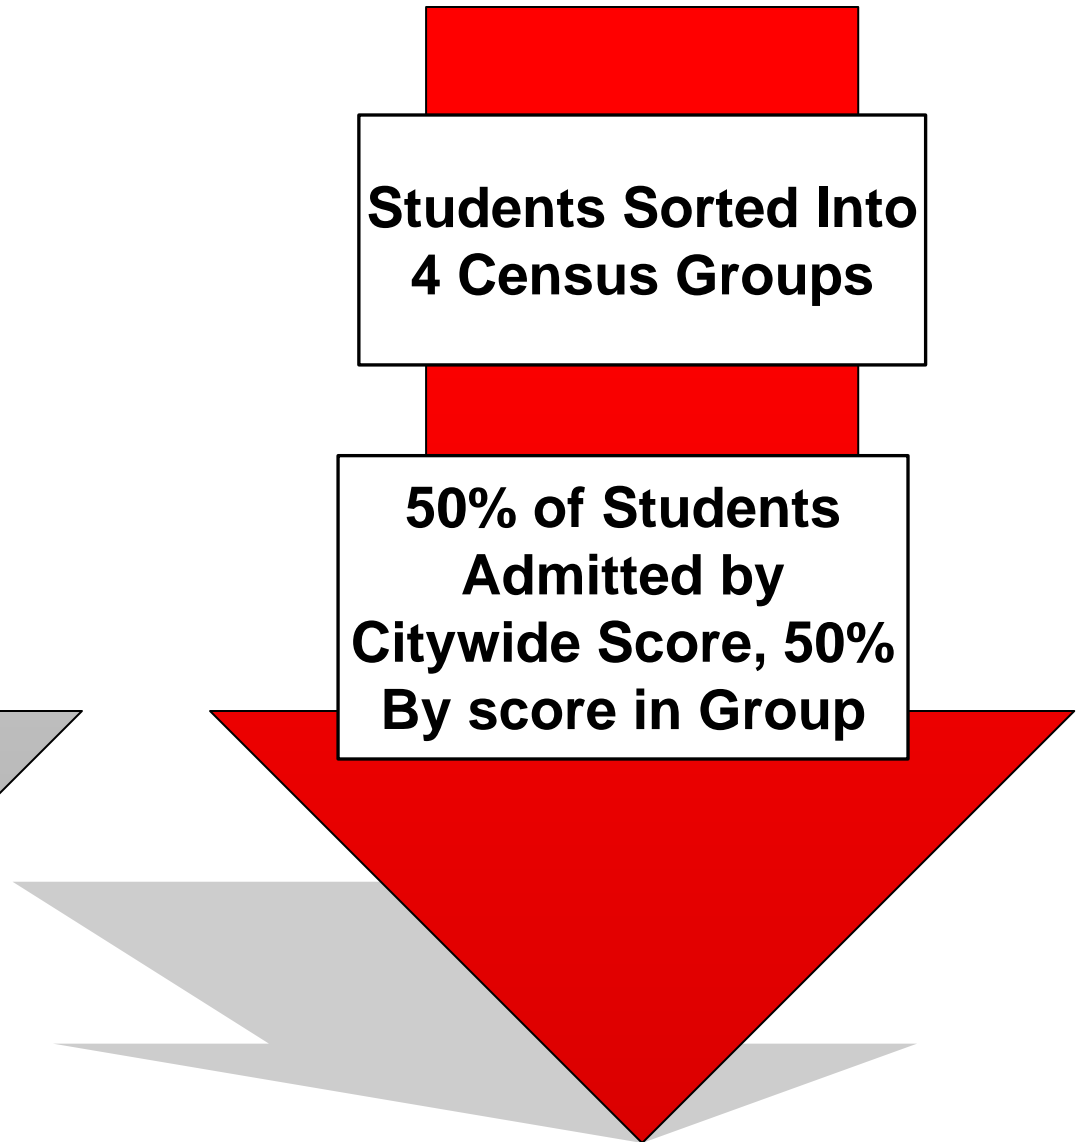 Students Sorted Into
4 Census Groups
50% of Students
Admitted by
Citywide Score, 50%
By score in Group